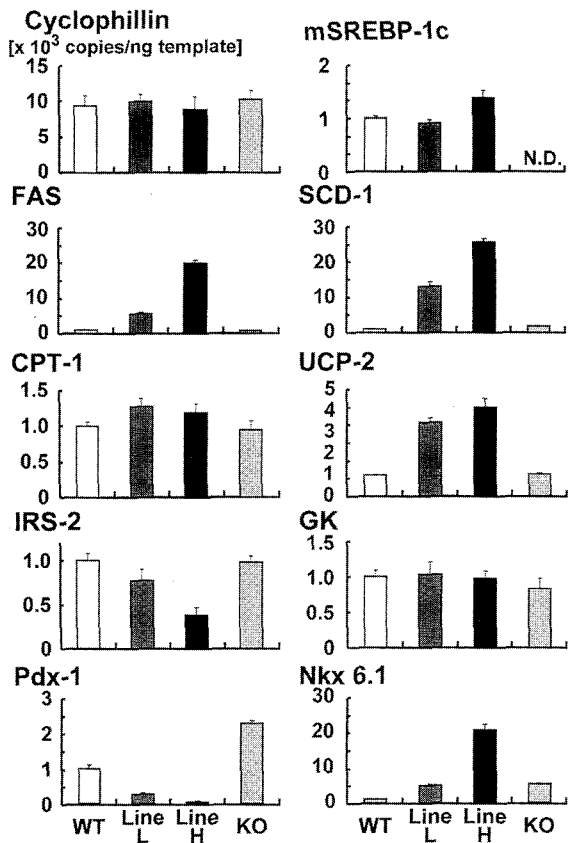 Cyclophillin
[x 10³ copies/ng template]
15
10
5
0
mSREBP-1c
2
1
0
N.D.
FAS
30
20
10
0
SCD-1
30
20
10
0
CPT-1
1.5
1.0
0.5
0
UCP-2
5
4
3
2
1
0
IRS-2
1.0
0.5
0
GK
1.5
1.0
0.5
0
Pdx-1
3
2
1
0
WT
Line L
Line H
KO
Nkx 6.1
30
20
10
0
WT
Line L
Line H
KO